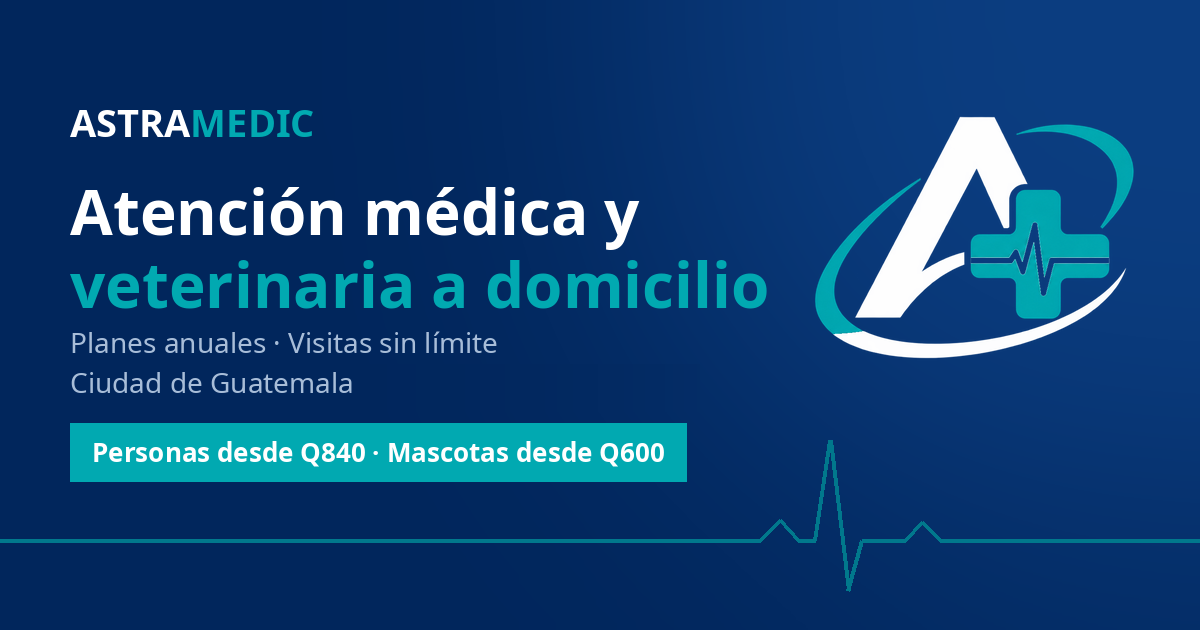 ASTRAMEDIC
Atención médica y
veterinaria a domicilio
Planes anuales · Visitas sin límite
Ciudad de Guatemala
Personas desde Q840 · Mascotas desde Q600